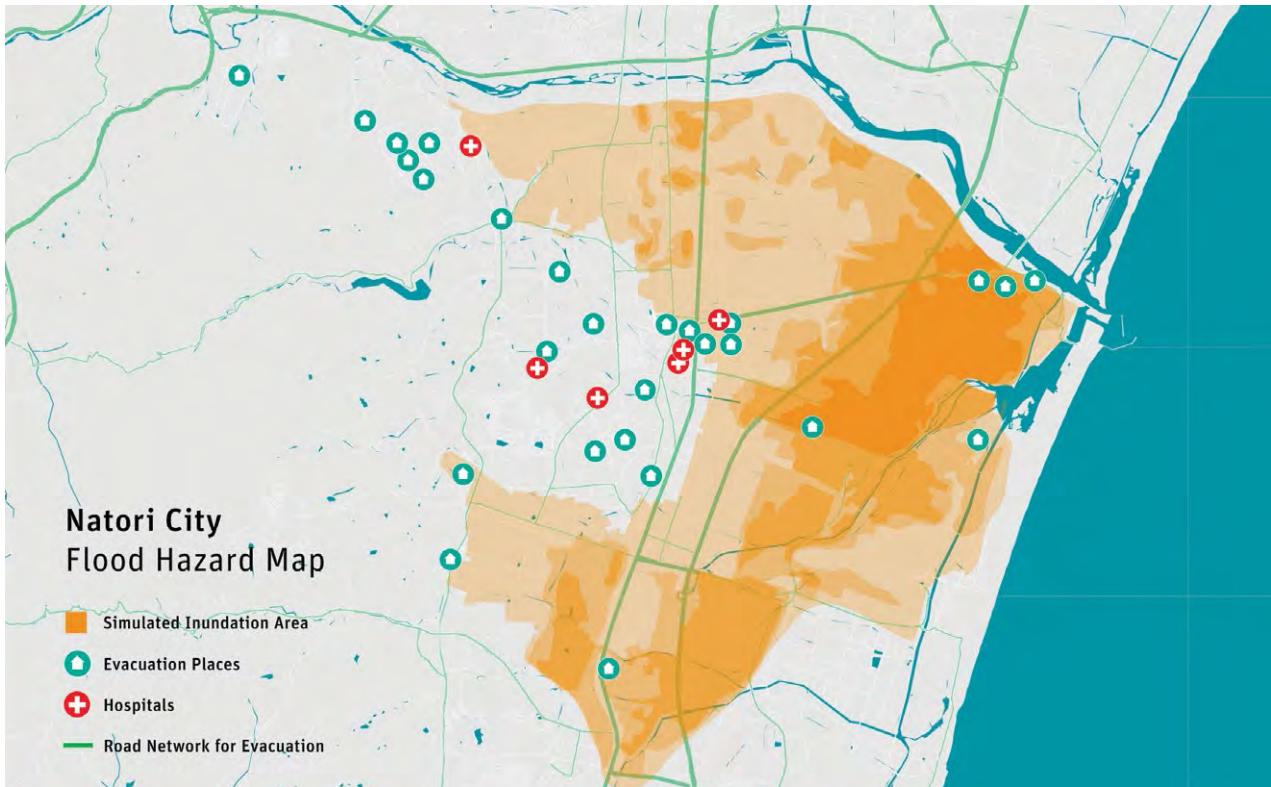 Natori City
Flood Hazard Map
Simulated Inundation Area
Evacuation Places
Hospitals
Road Network for Evacuation